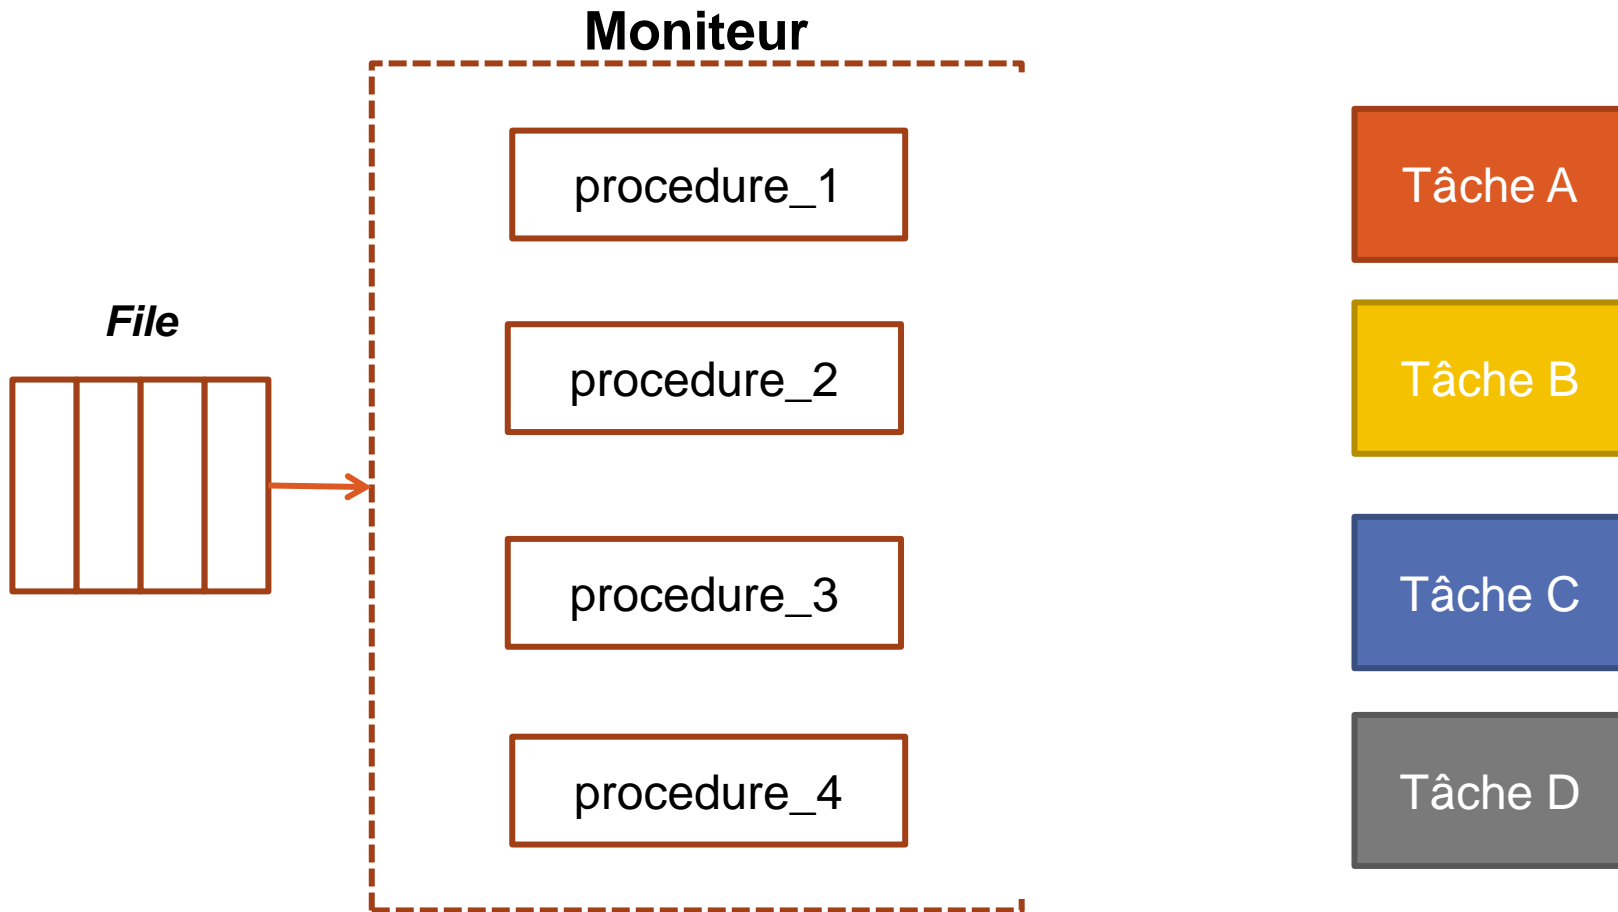 Moniteur
procedure_1
Tâche A
File
procedure_2
Tâche B
procedure_3
Tâche C
procedure_4
Tâche D